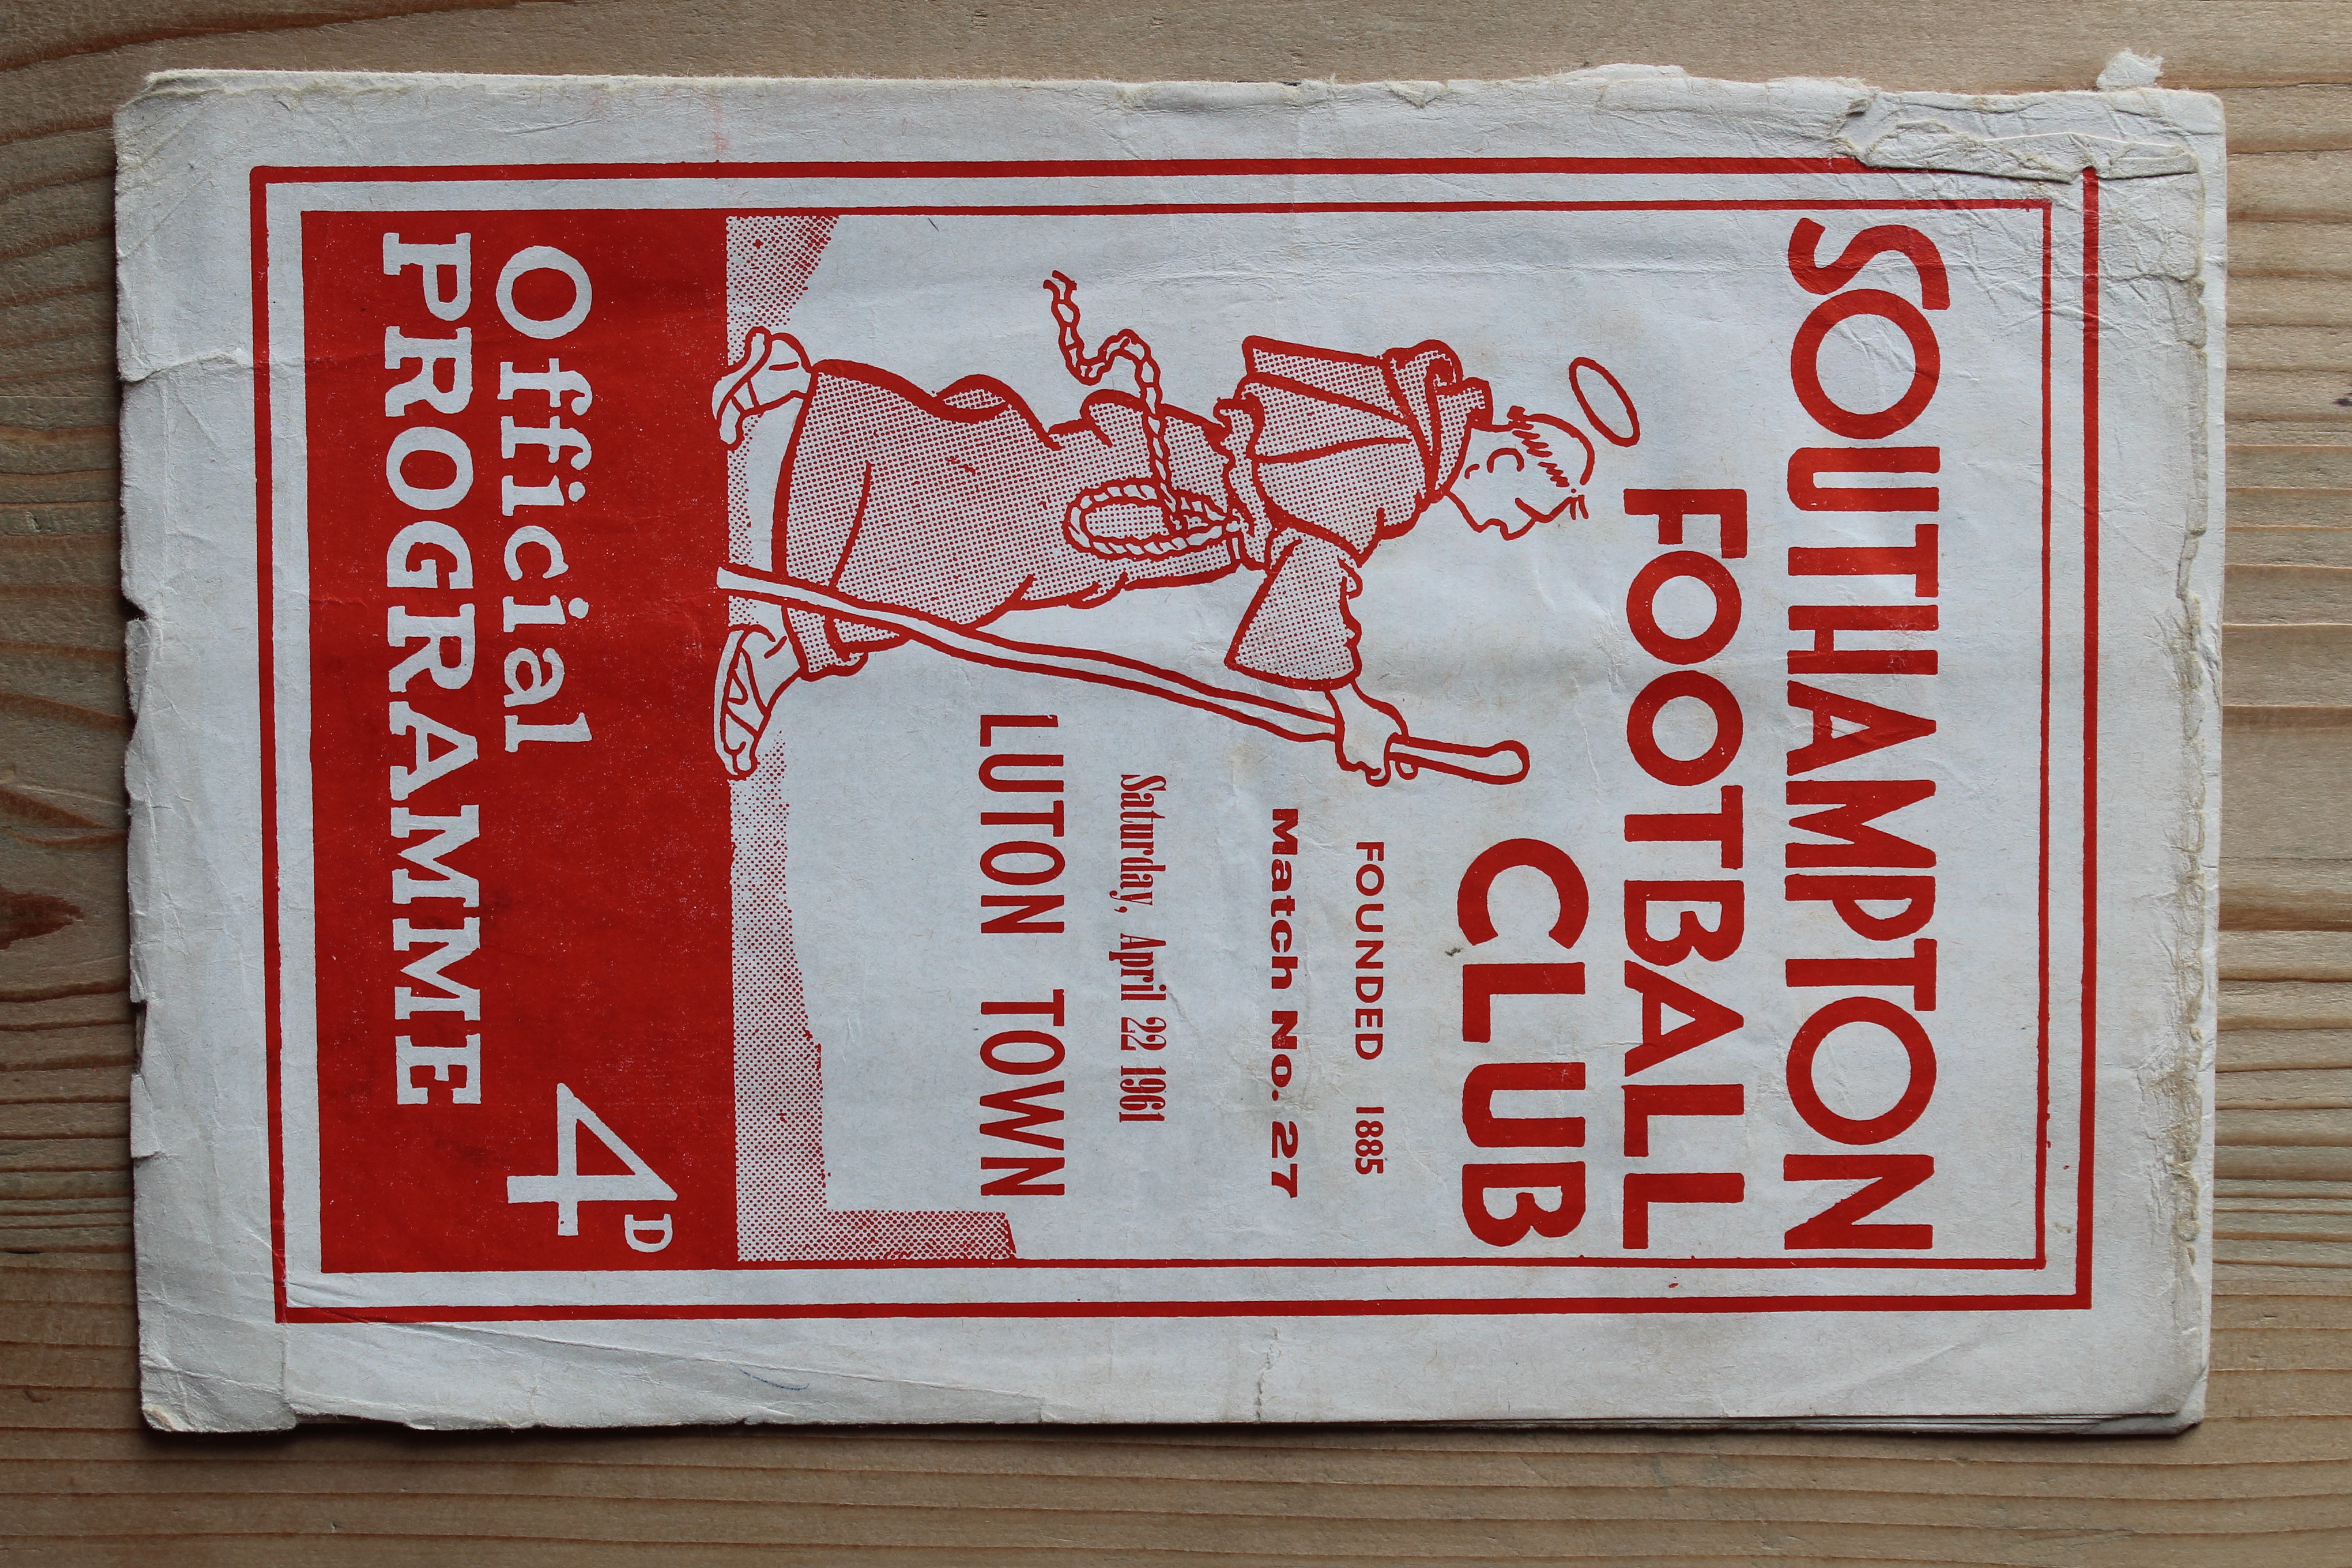 SOUTHAMPTON
FOOTBALL
CLUB
FOUNDED 1885
Match No. 27
Saturday, April 22 1961
LUTON TOWN
Official 4D
PROGRAMME